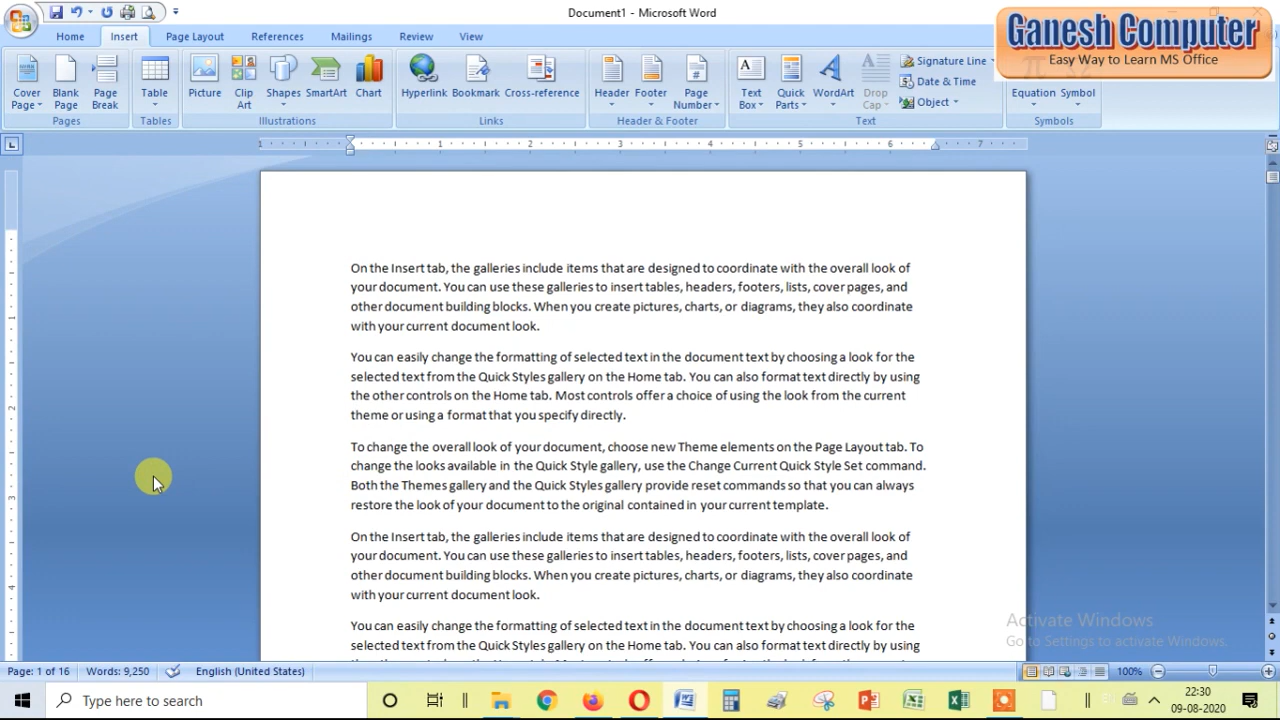 Document1 - Microsoft Word
Ganesh Computer
Easy Way to Learn MS Office
Home Insert Page Layout References Mailings Review View
Cover Page Blank Page Page Break
Table
Picture Clip Art Shapes SmartArt Chart
Hyperlink Bookmark Cross-reference
Header Footer Page Number
Text Box Quick Parts WordArt Drop Cap
Signature Line
Date & Time
Object
Equation Symbol
Pages Tables Illustrations Links Header & Footer Text Symbols
1 1 2 3 4 5 6 7
On the Insert tab, the galleries include items that are designed to coordinate with the overall look of
your document. You can use these galleries to insert tables, headers, footers, lists, cover pages, and
other document building blocks. When you create pictures, charts, or diagrams, they also coordinate
with your current document look.
You can easily change the formatting of selected text in the document text by choosing a look for the
selected text from the Quick Styles gallery on the Home tab. You can also format text directly by using
the other controls on the Home tab. Most controls offer a choice of using the look from the current
theme or using a format that you specify directly.
To change the overall look of your document, choose new Theme elements on the Page Layout tab. To
change the looks available in the Quick Style gallery, use the Change Current Quick Style Set command.
Both the Themes gallery and the Quick Styles gallery provide reset commands so that you can always
restore the look of your document to the original contained in your current template.
On the Insert tab, the galleries include items that are designed to coordinate with the overall look of
your document. You can use these galleries to insert tables, headers, footers, lists, cover pages, and
other document building blocks. When you create pictures, charts, or diagrams, they also coordinate
with your current document look.
You can easily change the formatting of selected text in the document text by choosing a look for the
selected text from the Quick Styles gallery on the Home tab. You can also format text directly by using
Activate Windows
Go to Settings to activate Windows.
Page: 1 of 16 Words: 9,250 English (United States) 100%
Type here to search
22:30
09-08-2020